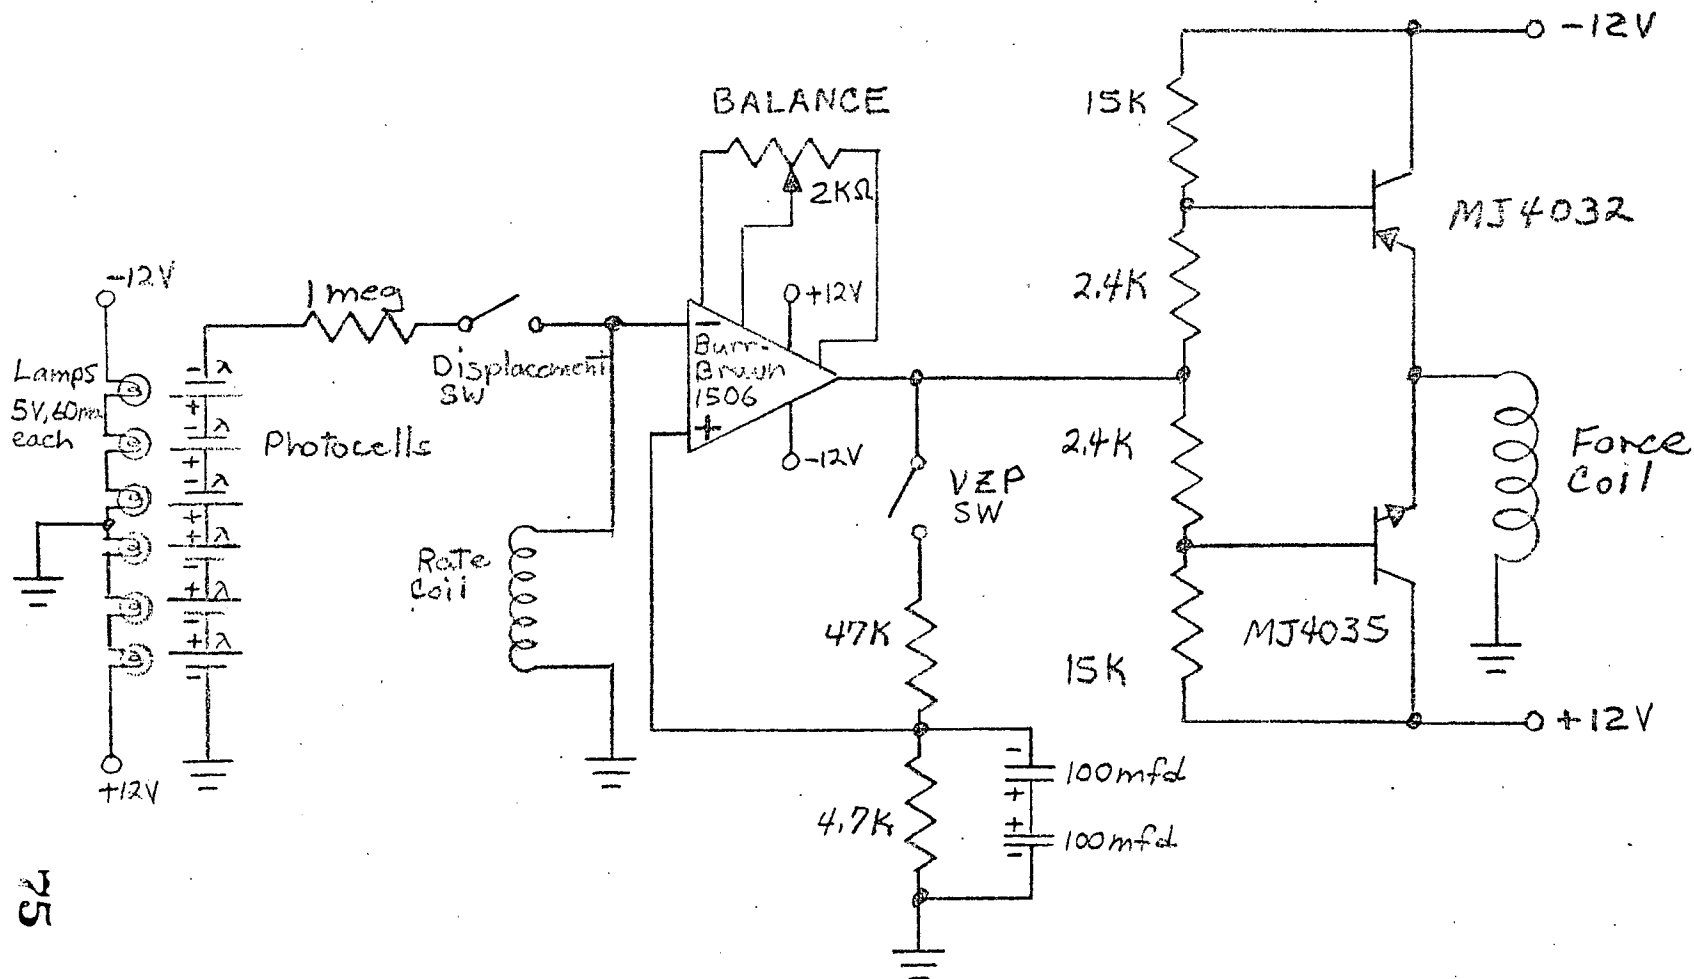 -12V
BALANCE
15K
2KΩ
MJ4032
-12V
1 meg
+12V
2.4K
-
Lamps
5V, 60ma
each
- λ
+
- λ
+
- λ
+
+ λ
-
+ λ
-
+ λ
-
Photocells
Displacement
SW
Burr-
Brown
1506
+
-12V
2.4K
Force
Coil
VZP
SW
Rate
Coil
47K
MJ4035
15K
+12V
+12V
-
100mfd
+
+
100mfd
-
4.7K
75